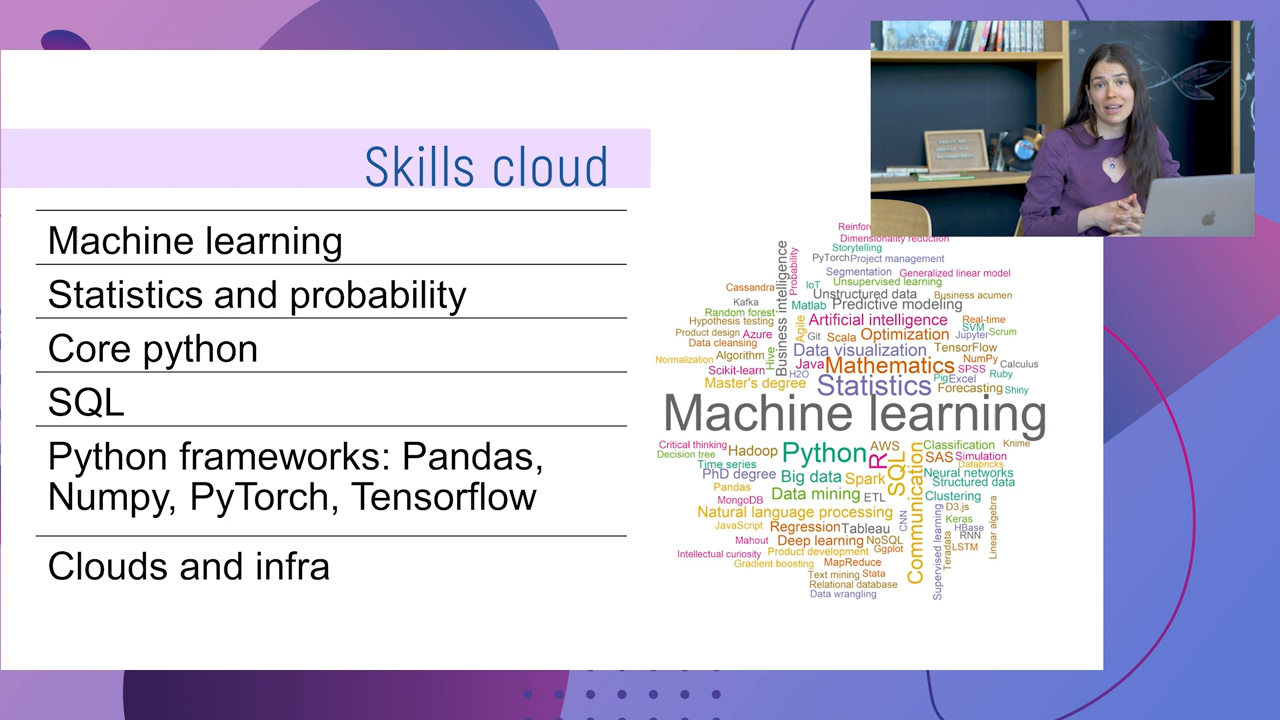 Skills cloud
Machine learning
Statistics and probability
Core python
SQL
Python frameworks: Pandas,
Numpy, PyTorch, Tensorflow
Clouds and infra
Dimensionality reduction
Storytelling
PyTorch Project management
Segmentation Generalized linear model
Unsupervised learning
Business intelligence
Probability
Cassandra IoT
Unstructured data Business acumen
Kafka Matlab Predictive modeling
Random forest
Hypothesis testing Agile Artificial intelligence Real-time
Product design Azure Git Scala Optimization SVM Scrum
Jupyter
Data cleansing
Algorithm Hive Data visualization TensorFlow
Normalization
Java Mathematics NumPy Calculus
Scikit-learn H2O SPSS Ruby
Master's degree Statistics Pig Excel
Forecasting Shiny
Machine learning
Critical thinking Hadoop Python AWS Classification Knime
Decision tree R SQL SAS Simulation
Time series Communication Databricks
PhD degree Big data Spark Neural networks
Pandas Structured data
Data mining ETL Clustering
MongoDB D3.js
Natural language processing CNN Keras
JavaScript Regression Tableau HBase
RNN
Mahout Deep learning NoSQL
LSTM
Supervised learning
Teradata
Linear algebra
Intellectual curiosity Product development Ggplot
Gradient boosting MapReduce
Text mining Stata
Relational database
Data wrangling